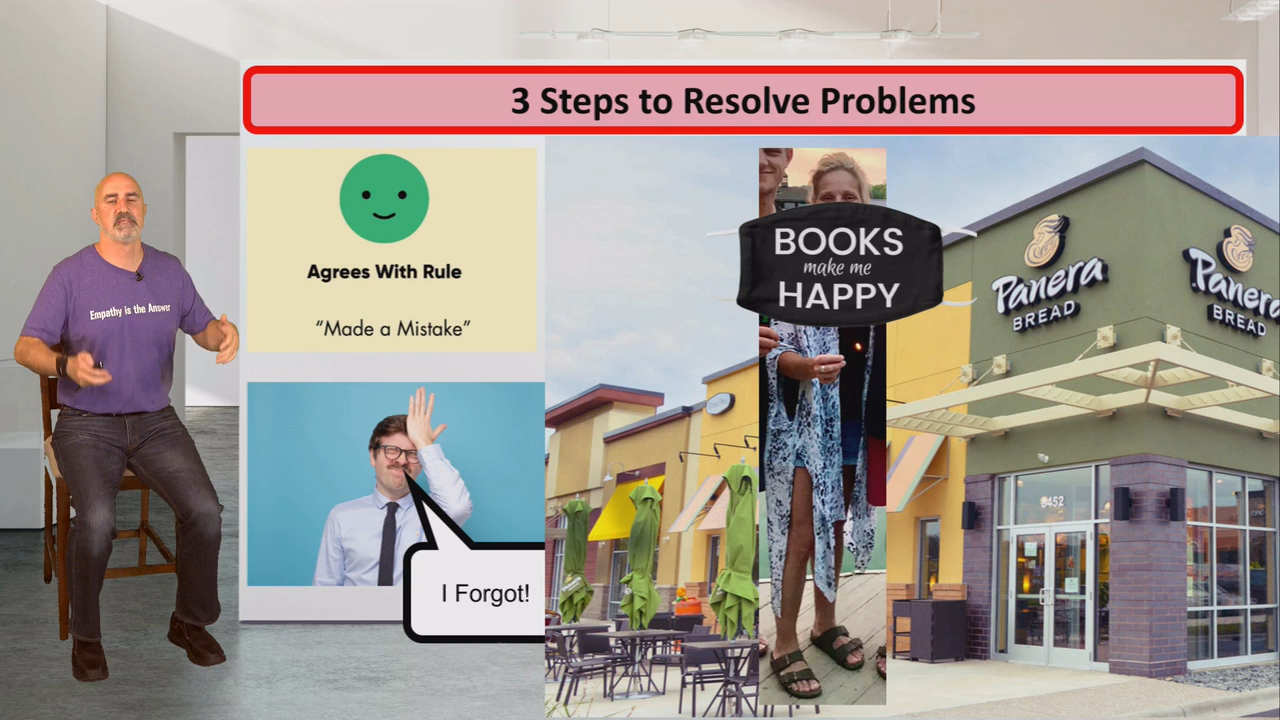 3 Steps to Resolve Problems
Agrees With Rule
“Made a Mistake”
Empathy is the Answer
I Forgot!
BOOKS
make me
HAPPY
Panera
BREAD
Panera
BREAD
8452